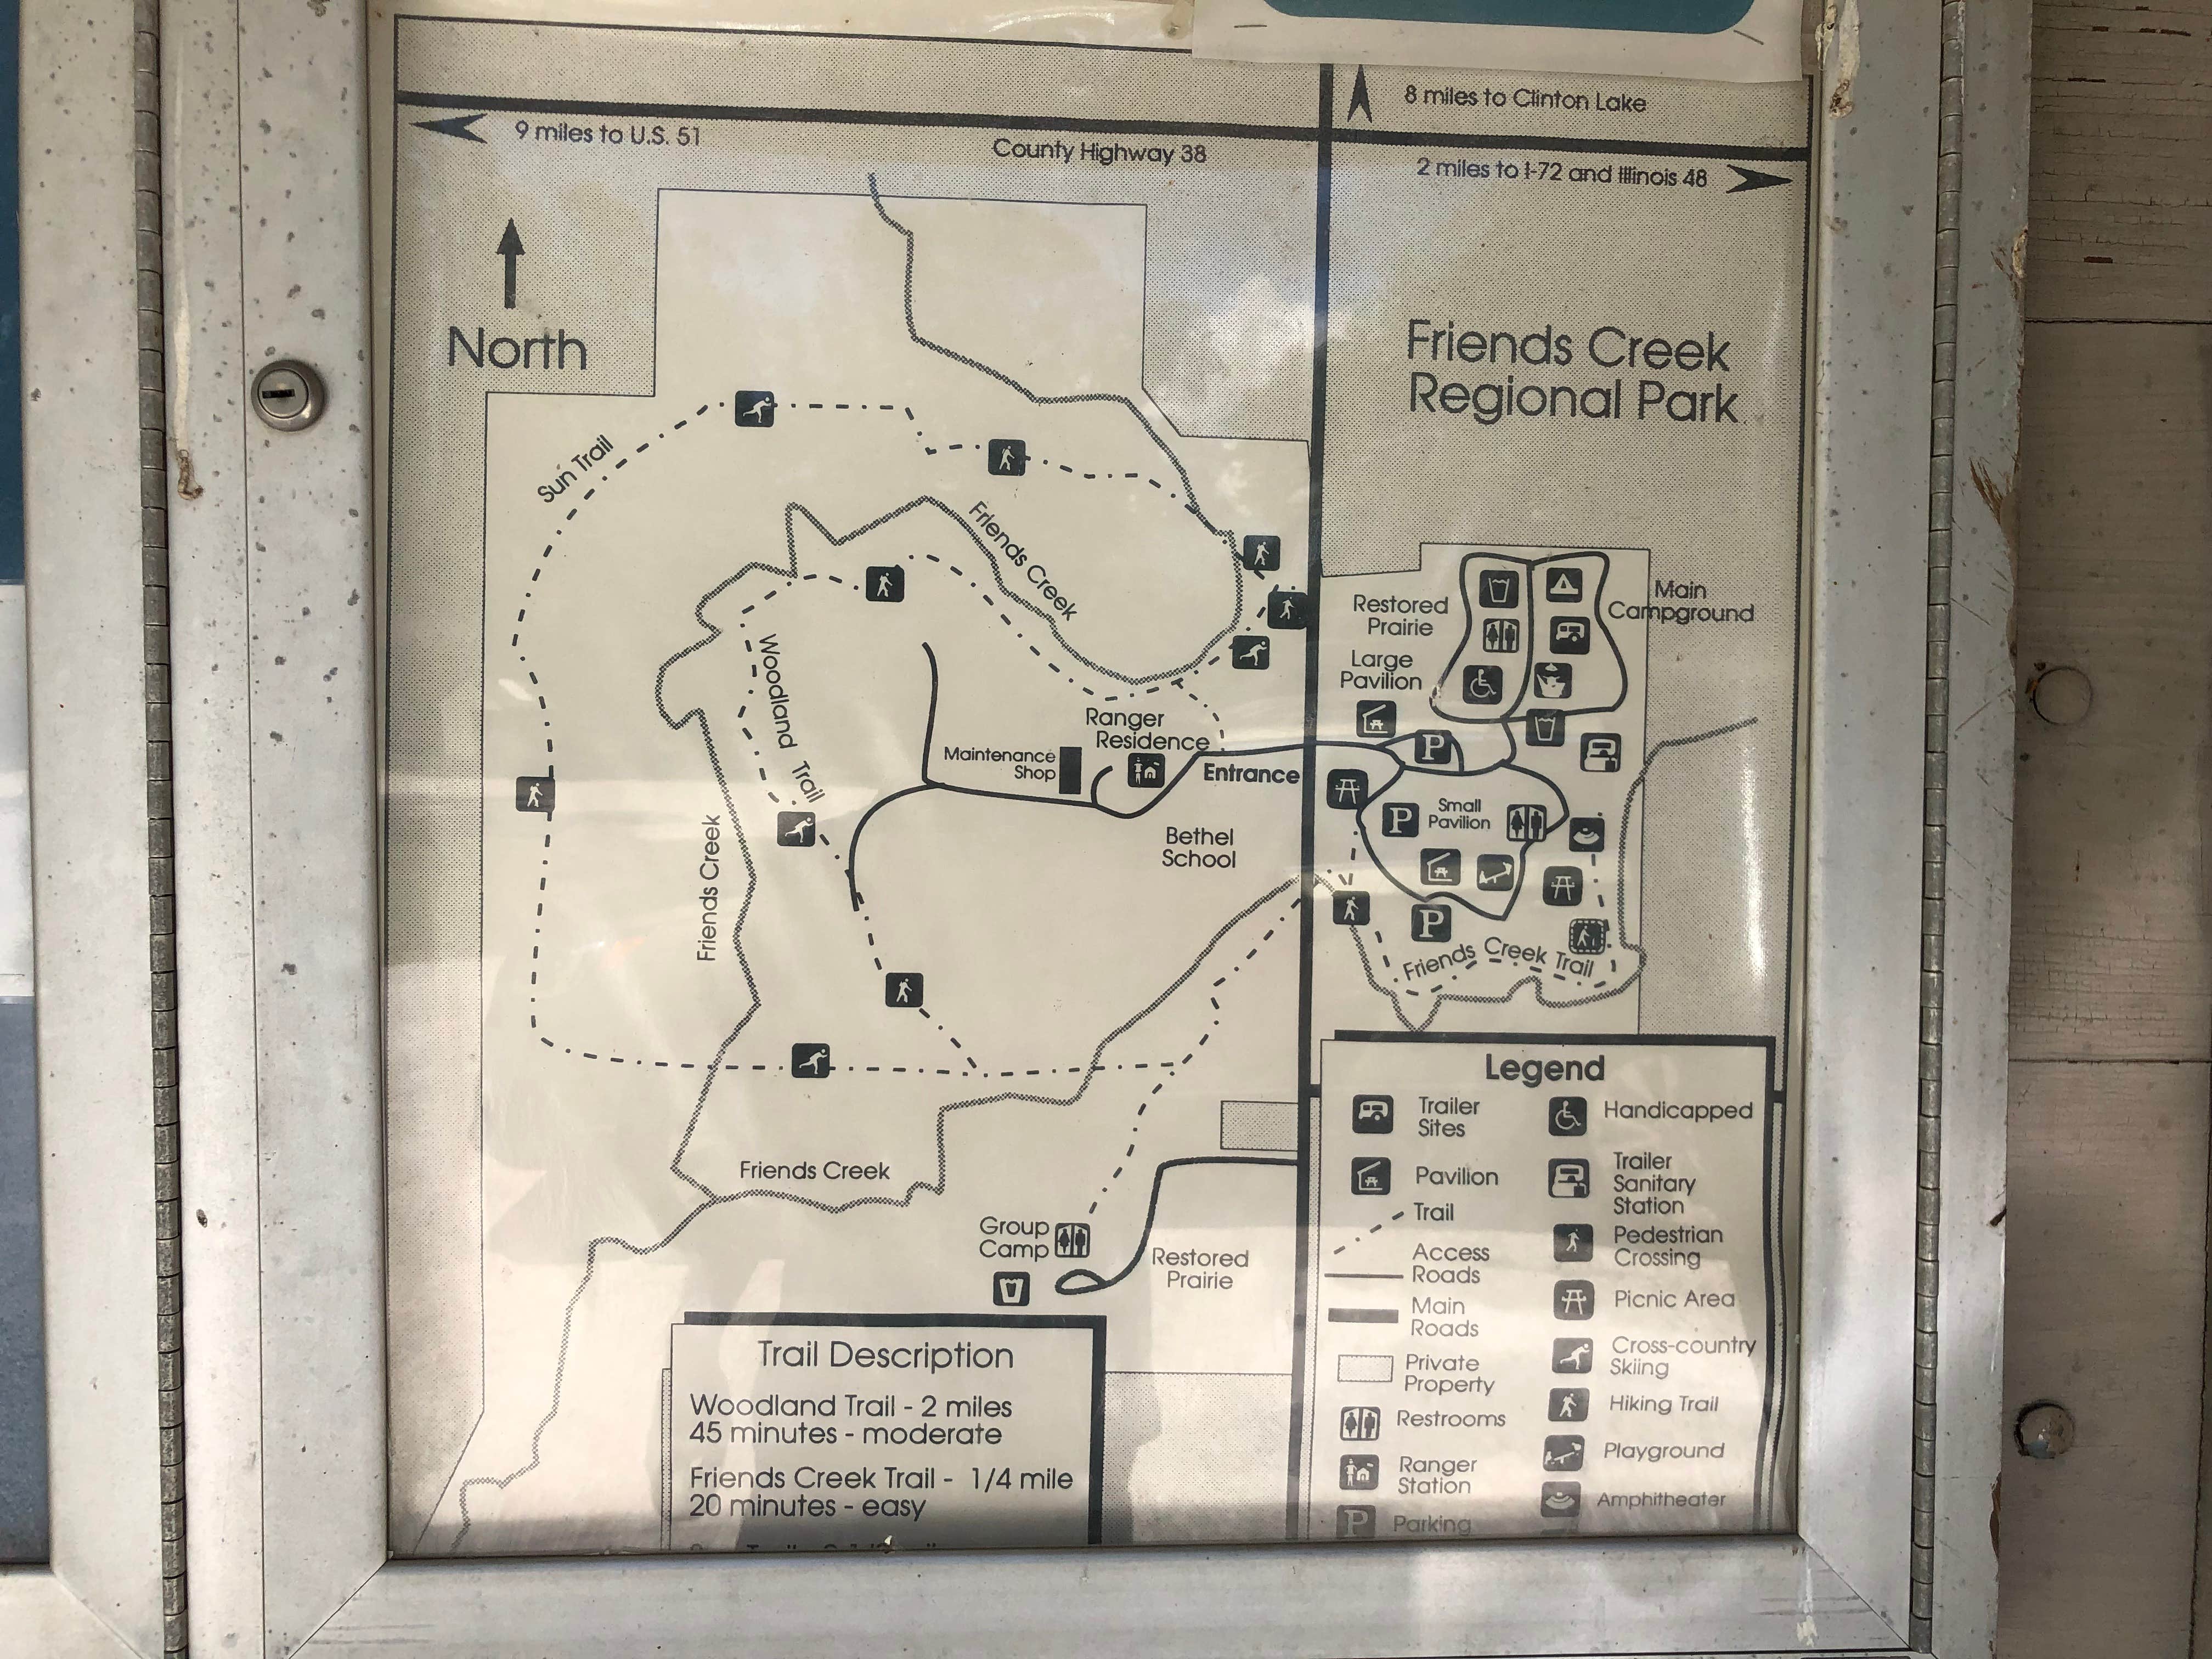 8 miles to Clinton Lake
9 miles to U.S. 51
County Highway 38
2 miles to I-72 and Illinois 48
North
Friends Creek
Regional Park
Sun Trail
Friends Creek
Restored
Prairie
Main
Campground
Large
Pavilion
Woodland Trail
Ranger
Residence
Maintenance
Shop
Entrance
P
Small
Pavilion
P
Bethel
School
Friends Creek
P
Friends Creek Trail
Friends Creek
Group
Camp
Restored
Prairie
Trail Description
Woodland Trail - 2 miles
45 minutes - moderate
Friends Creek Trail - 1/4 mile
20 minutes - easy
Legend
Trailer
Sites
Pavilion
Trail
Access
Roads
Main
Roads
Private
Property
Restrooms
Ranger
Station
P Parking
Handicapped
Trailer
Sanitary
Station
Pedestrian
Crossing
Picnic Area
Cross-country
Skiing
Hiking Trail
Playground
Amphitheater